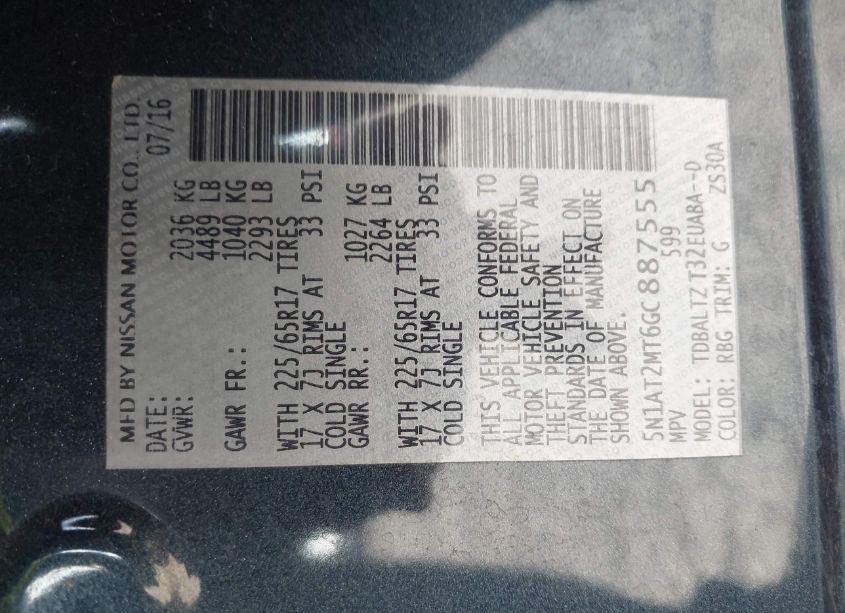 MFD BY NISSAN MOTOR CO., LTD.
DATE: 07/16
GVWR: 2036 KG
4489 LB
GAWR FR.: 1040 KG
2293 LB
WITH 225/65R17 TIRES
17 X 7J RIMS AT 33 PSI
COLD SINGLE
GAWR RR.: 1027 KG
2264 LB
WITH 225/65R17 TIRES
17 X 7J RIMS AT 33 PSI
COLD SINGLE
THIS VEHICLE CONFORMS TO
ALL APPLICABLE FEDERAL
MOTOR VEHICLE SAFETY AND
THEFT PREVENTION
STANDARDS IN EFFECT ON
THE DATE OF MANUFACTURE
SHOWN ABOVE.
5N1AT2MT6GC887555
MPV 599
MODEL: TDBALTZ T32EUABA--D
COLOR: RBG TRIM: G ZS30A